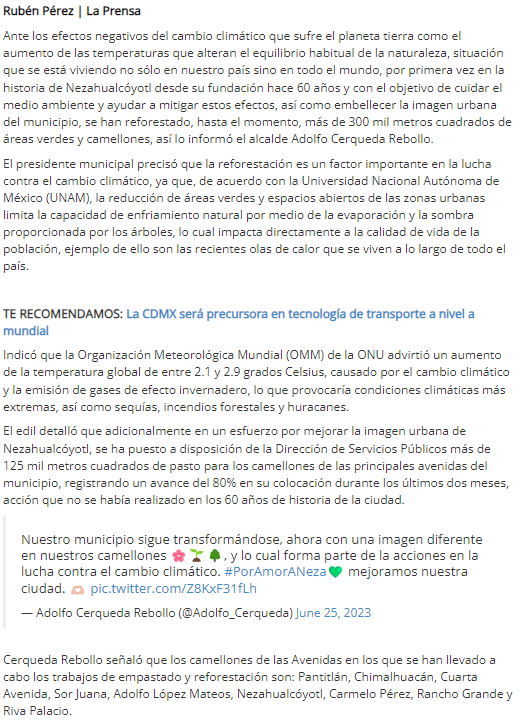 Rubén Pérez | La Prensa
Ante los efectos negativos del cambio climático que sufre el planeta tierra como el
aumento de las temperaturas que alteran el equilibrio habitual de la naturaleza, situación
que se está viviendo no sólo en nuestro país sino en todo el mundo, por primera vez en la
historia de Nezahualcóyotl desde su fundación hace 60 años y con el objetivo de cuidar el
medio ambiente y ayudar a mitigar estos efectos, así como embellecer la imagen urbana
del municipio, se han reforestado, hasta el momento, más de 300 mil metros cuadrados de
áreas verdes y camellones, así lo informó el alcalde Adolfo Cerqueda Rebollo.
El presidente municipal precisó que la reforestación es un factor importante en la lucha
contra el cambio climático, ya que, de acuerdo con la Universidad Nacional Autónoma de
México (UNAM), la reducción de áreas verdes y espacios abiertos de las zonas urbanas
limita la capacidad de enfriamiento natural por medio de la evaporación y la sombra
proporcionada por los árboles, lo cual impacta directamente a la calidad de vida de la
población, ejemplo de ello son las recientes olas de calor que se viven a lo largo de todo el
país.
TE RECOMENDAMOS: La CDMX será precursora en tecnología de transporte a nivel a
mundial
Indicó que la Organización Meteorológica Mundial (OMM) de la ONU advirtió un aumento
de la temperatura global de entre 2.1 y 2.9 grados Celsius, causado por el cambio climático
y la emisión de gases de efecto invernadero, lo que provocaría condiciones climáticas más
extremas, así como sequías, incendios forestales y huracanes.
El edil detalló que adicionalmente en un esfuerzo por mejorar la imagen urbana de
Nezahualcóyotl, se ha puesto a disposición de la Dirección de Servicios Públicos más de
125 mil metros cuadrados de pasto para los camellones de las principales avenidas del
municipio, registrando un avance del 80% en su colocación durante los últimos dos meses,
acción que no se había realizado en los 60 años de historia de la ciudad.
Nuestro municipio sigue transformándose, ahora con una imagen diferente
en nuestros camellones 🌸🌱🌳, y lo cual forma parte de la acciones en la
lucha contra el cambio climático. #PorAmorANeza💚 mejoramos nuestra
ciudad. 🫶🏻 pic.twitter.com/Z8KxF31fLh
— Adolfo Cerqueda Rebollo (@Adolfo_Cerqueda) June 25, 2023
Cerqueda Rebollo señaló que los camellones de las Avenidas en los que se han llevado a
cabo los trabajos de empastado y reforestación son: Pantitlán, Chimalhuacán, Cuarta
Avenida, Sor Juana, Adolfo López Mateos, Nezahualcóyotl, Carmelo Pérez, Rancho Grande y
Riva Palacio.